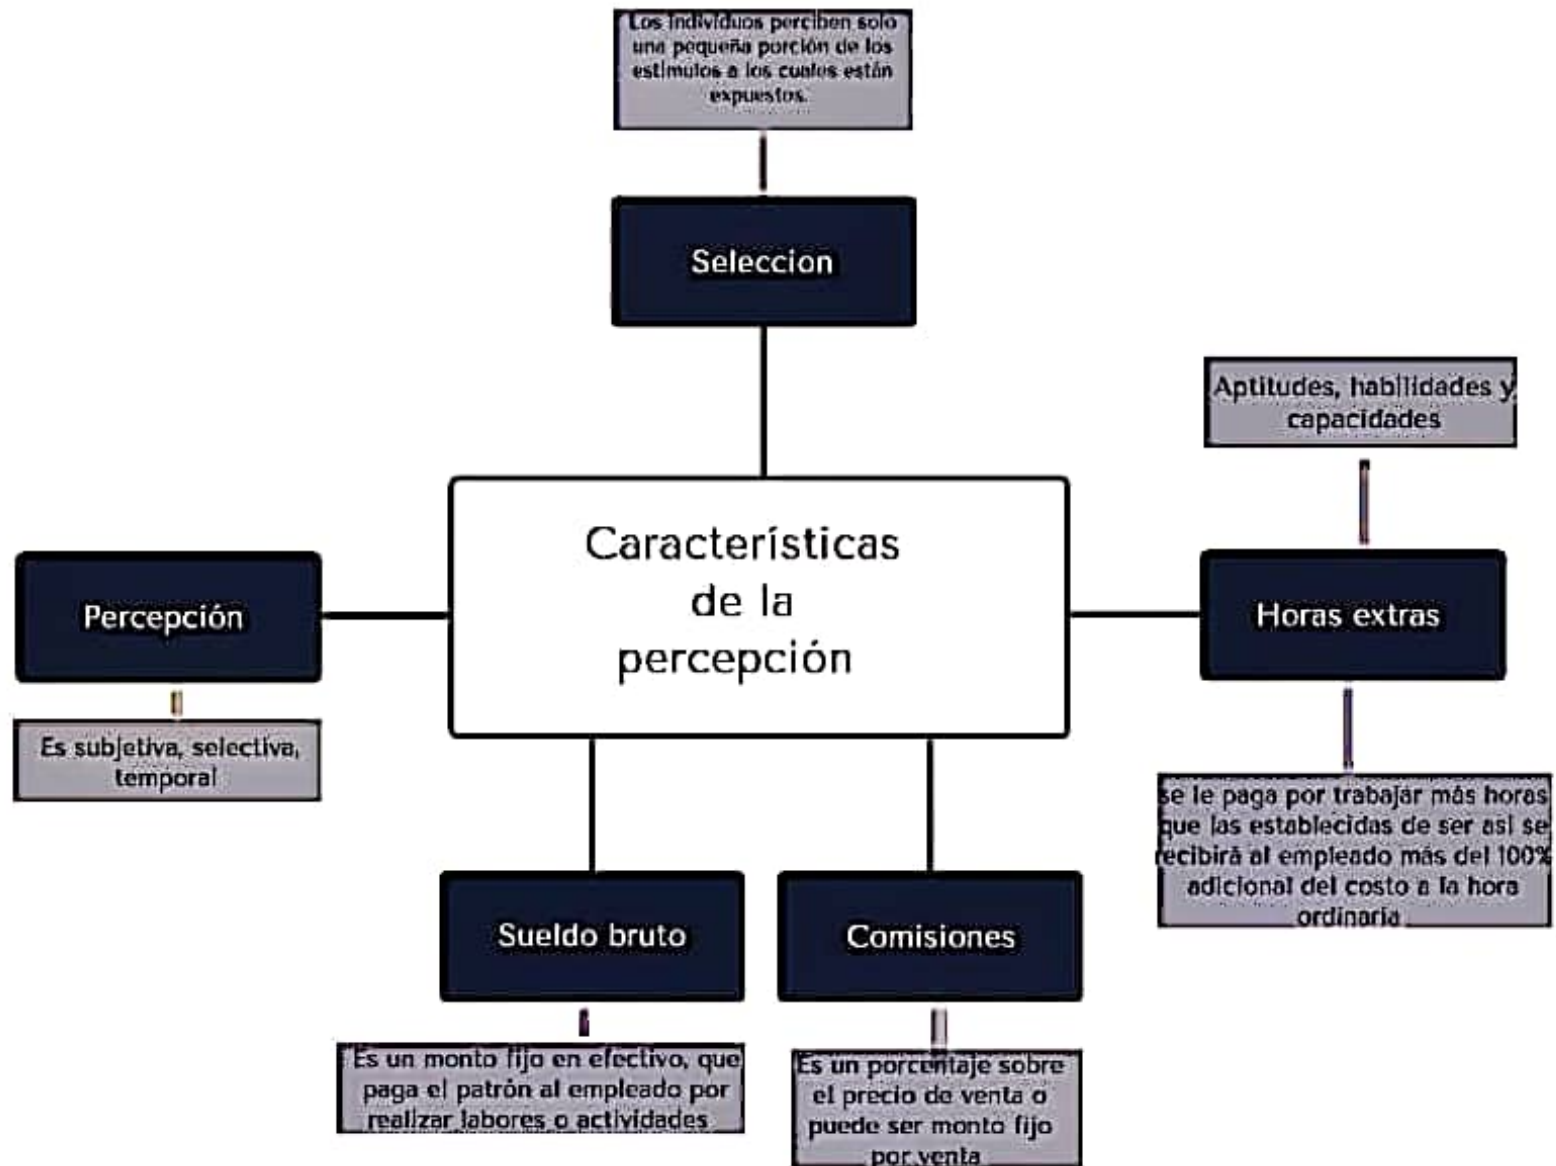 Los individuos perciben solo
una pequeña porción de los
estímulos a los cuales están
expuestos.
Seleccion
Aptitudes, habilidades y
capacidades
Características
de la
percepción
Percepción
Horas extras
Es subjetiva, selectiva,
temporal
se le paga por trabajar más horas
que las establecidas de ser asi se
recibirá al empleado más del 100%
adicional del costo a la hora
ordinaria
Sueldo bruto
Comisiones
Es un monto fijo en efectivo, que
paga el patrón al empleado por
realizar labores o actividades
Es un porcentaje sobre
el precio de venta o
puede ser monto fijo
por venta